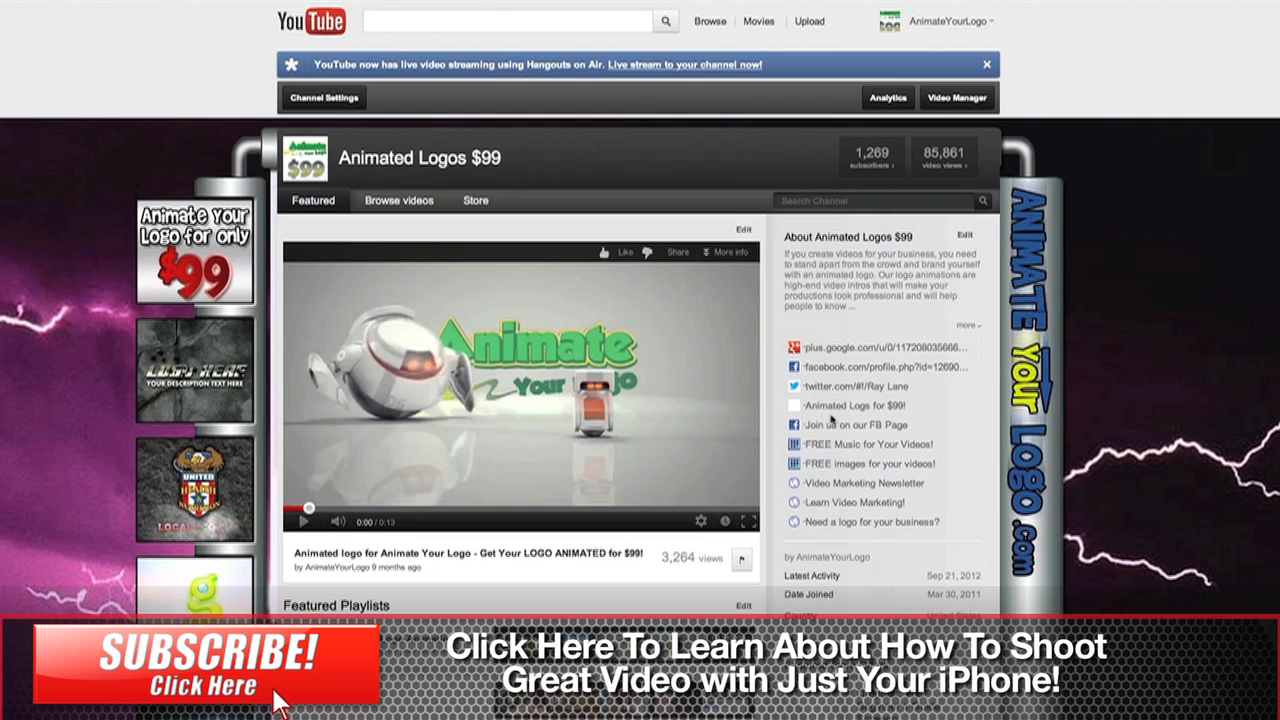 YouTube
Browse
Movies
Upload
AnimateYourLogo
YouTube now has live video streaming using Hangouts on Air. Live stream to your channel now!
Channel Settings
Analytics
Video Manager
Animate
$99
Animated Logos $99
1,269
subscribers
85,861
video views
Featured
Browse videos
Store
Search Channel
Animate Your
Logo for only
$99
LOGO HERE
YOUR DESCRIPTION TEXT HERE
UNITED
HEALTH
Edit
Like
Share
More info
Animate
Your Logo
0:00 / 0:13
Animated logo for Animate Your Logo - Get Your LOGO ANIMATED for $99!
by AnimateYourLogo 9 months ago
3,264 views
Featured Playlists
Edit
About Animated Logos $99
Edit
If you create videos for your business, you need
to stand apart from the crowd and brand yourself
with an animated logo. Our logo animations are
high-end video intros that will make your
productions look professional and will help
people to know ...
more
plus.google.com/u/0/117208035666...
facebook.com/profile.php?id=12690...
twitter.com/#!/Ray Lane
Animated Logs for $99!
Join us on our FB Page
FREE Music for Your Videos!
FREE images for your videos!
Video Marketing Newsletter
Learn Video Marketing!
Need a logo for your business?
by AnimateYourLogo
Latest Activity
Sep 21, 2012
Date Joined
Mar 30, 2011
Country
United States
ANIMATE YOUR LOGO.com
SUBSCRIBE!
Click Here
Click Here To Learn About How To Shoot
Great Video with Just Your iPhone!